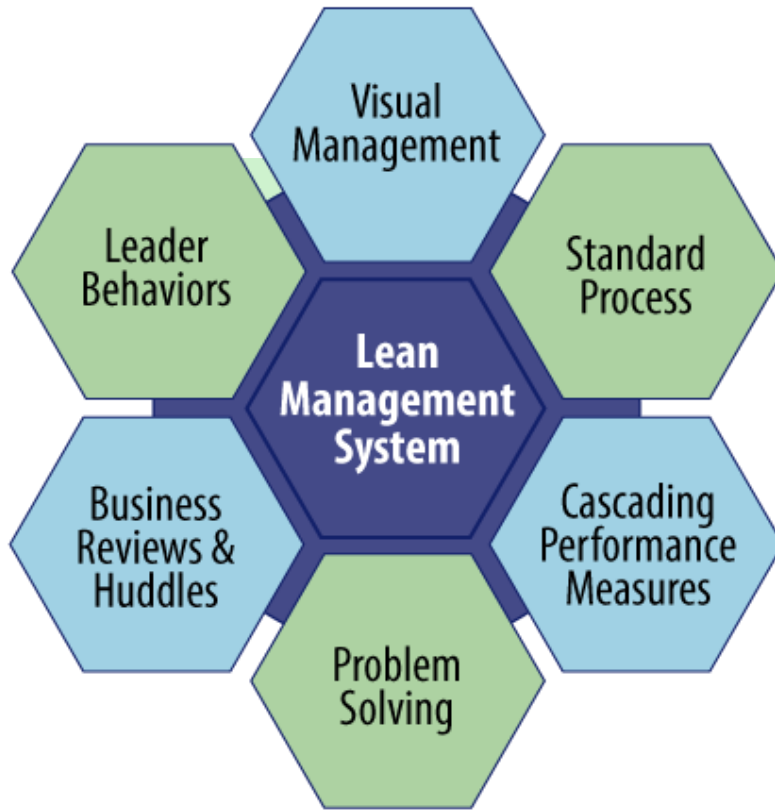 Visual
Management
Leader
Behaviors
Standard
Process
Lean
Management
System
Business
Reviews &
Huddles
Cascading
Performance
Measures
Problem
Solving